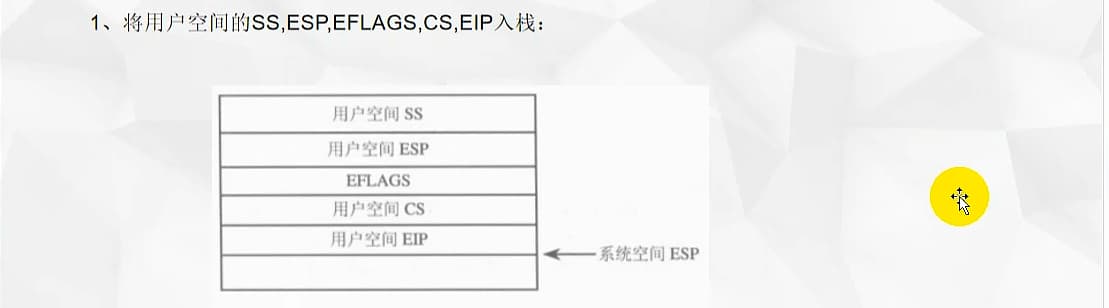 1、将用户空间的SS,ESP,EFLAGS,CS,EIP入栈：
用户空间 SS
用户空间 ESP
EFLAGS
用户空间 CS
用户空间 EIP
系统空间 ESP